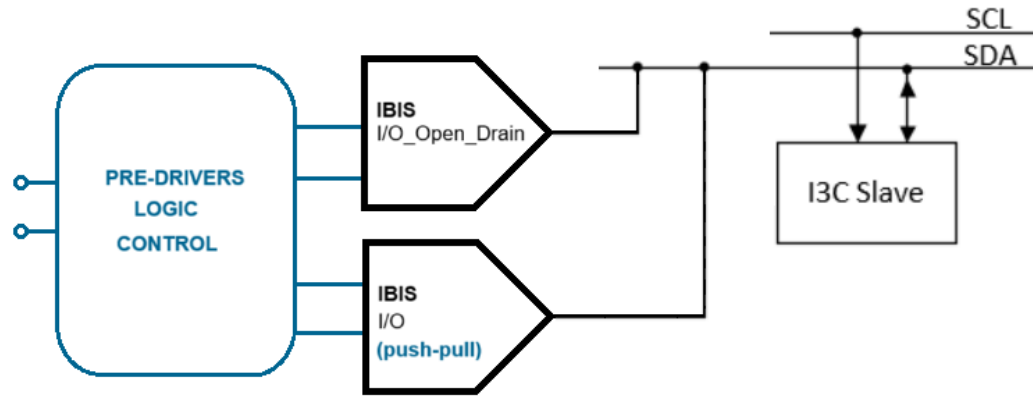 SCL
SDA
IBIS
I/O_Open_Drain
PRE-DRIVERS
LOGIC
CONTROL
I3C Slave
IBIS
I/O
(push-pull)